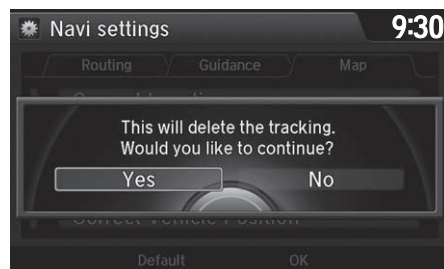 Navi settings
9:30
Routing
Guidance
Map
This will delete the tracking.
Would you like to continue?
Yes
No
Correct Vehicle Position
Default
OK